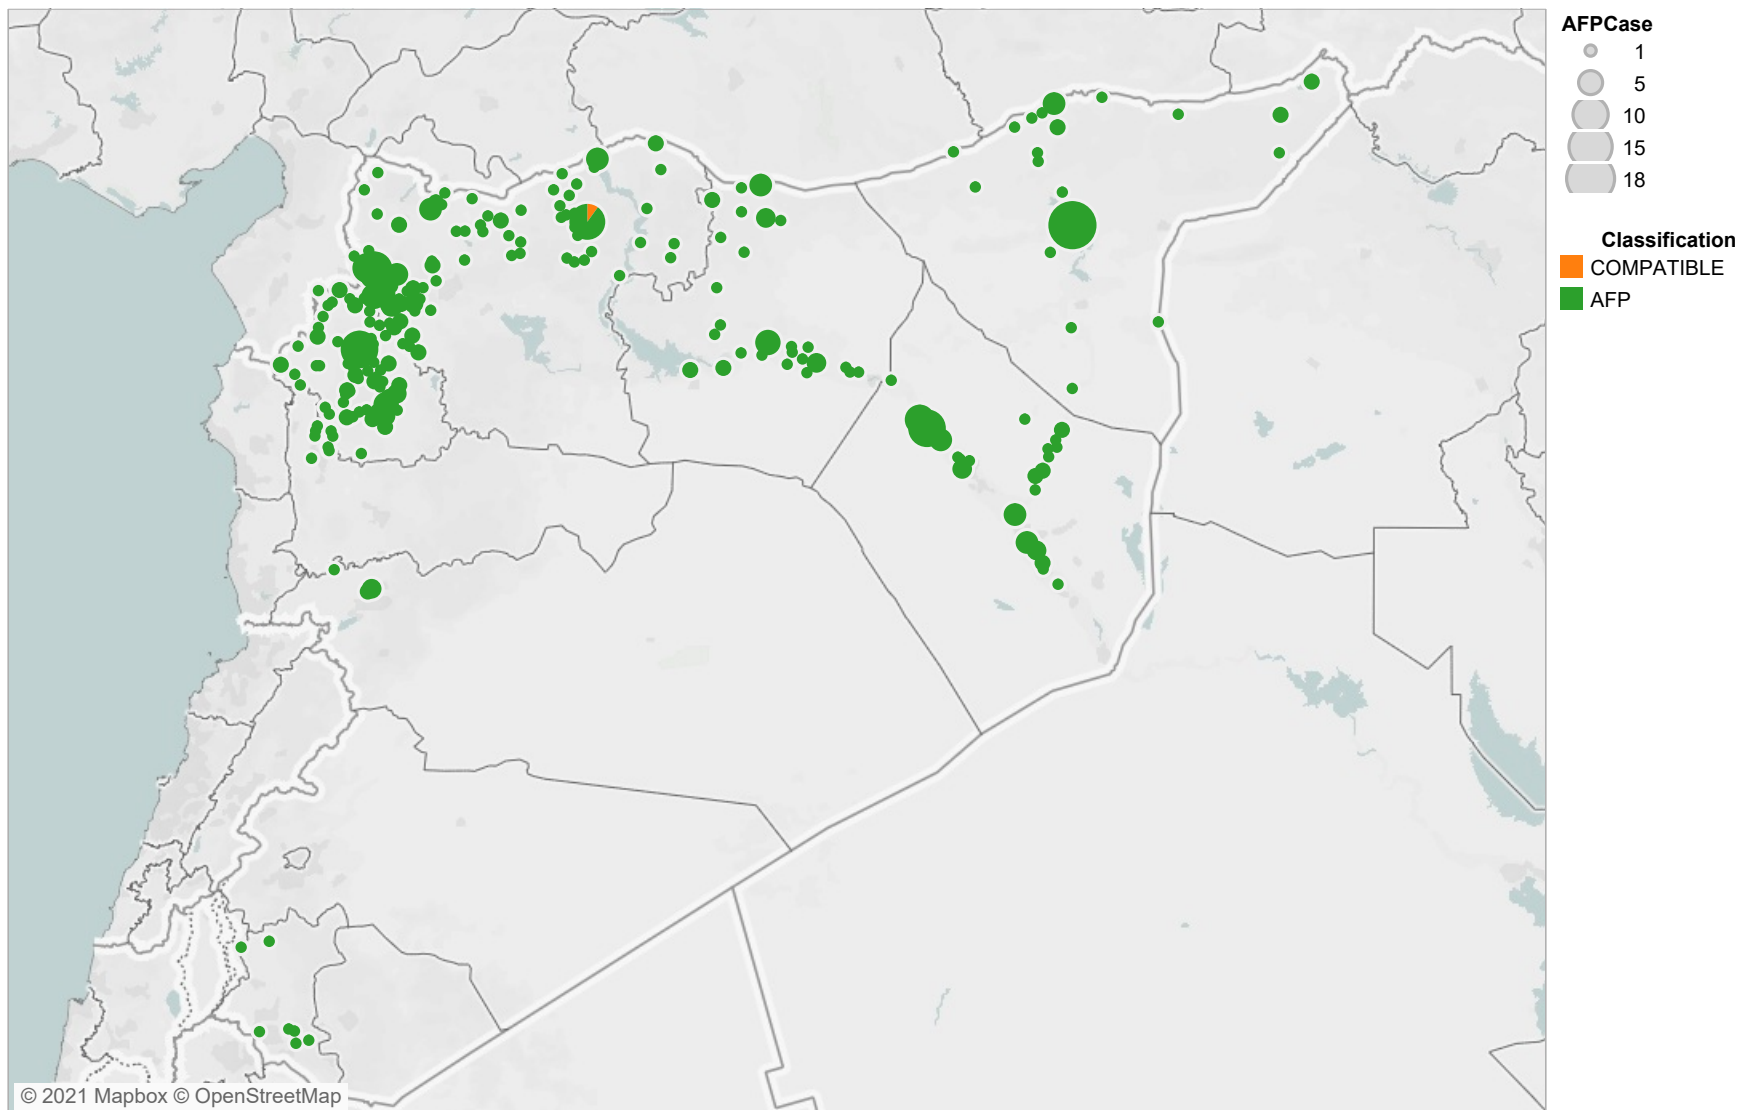 AFPCase
1
5
10
15
18
Classification
COMPATIBLE
AFP
© 2021 Mapbox © OpenStreetMap